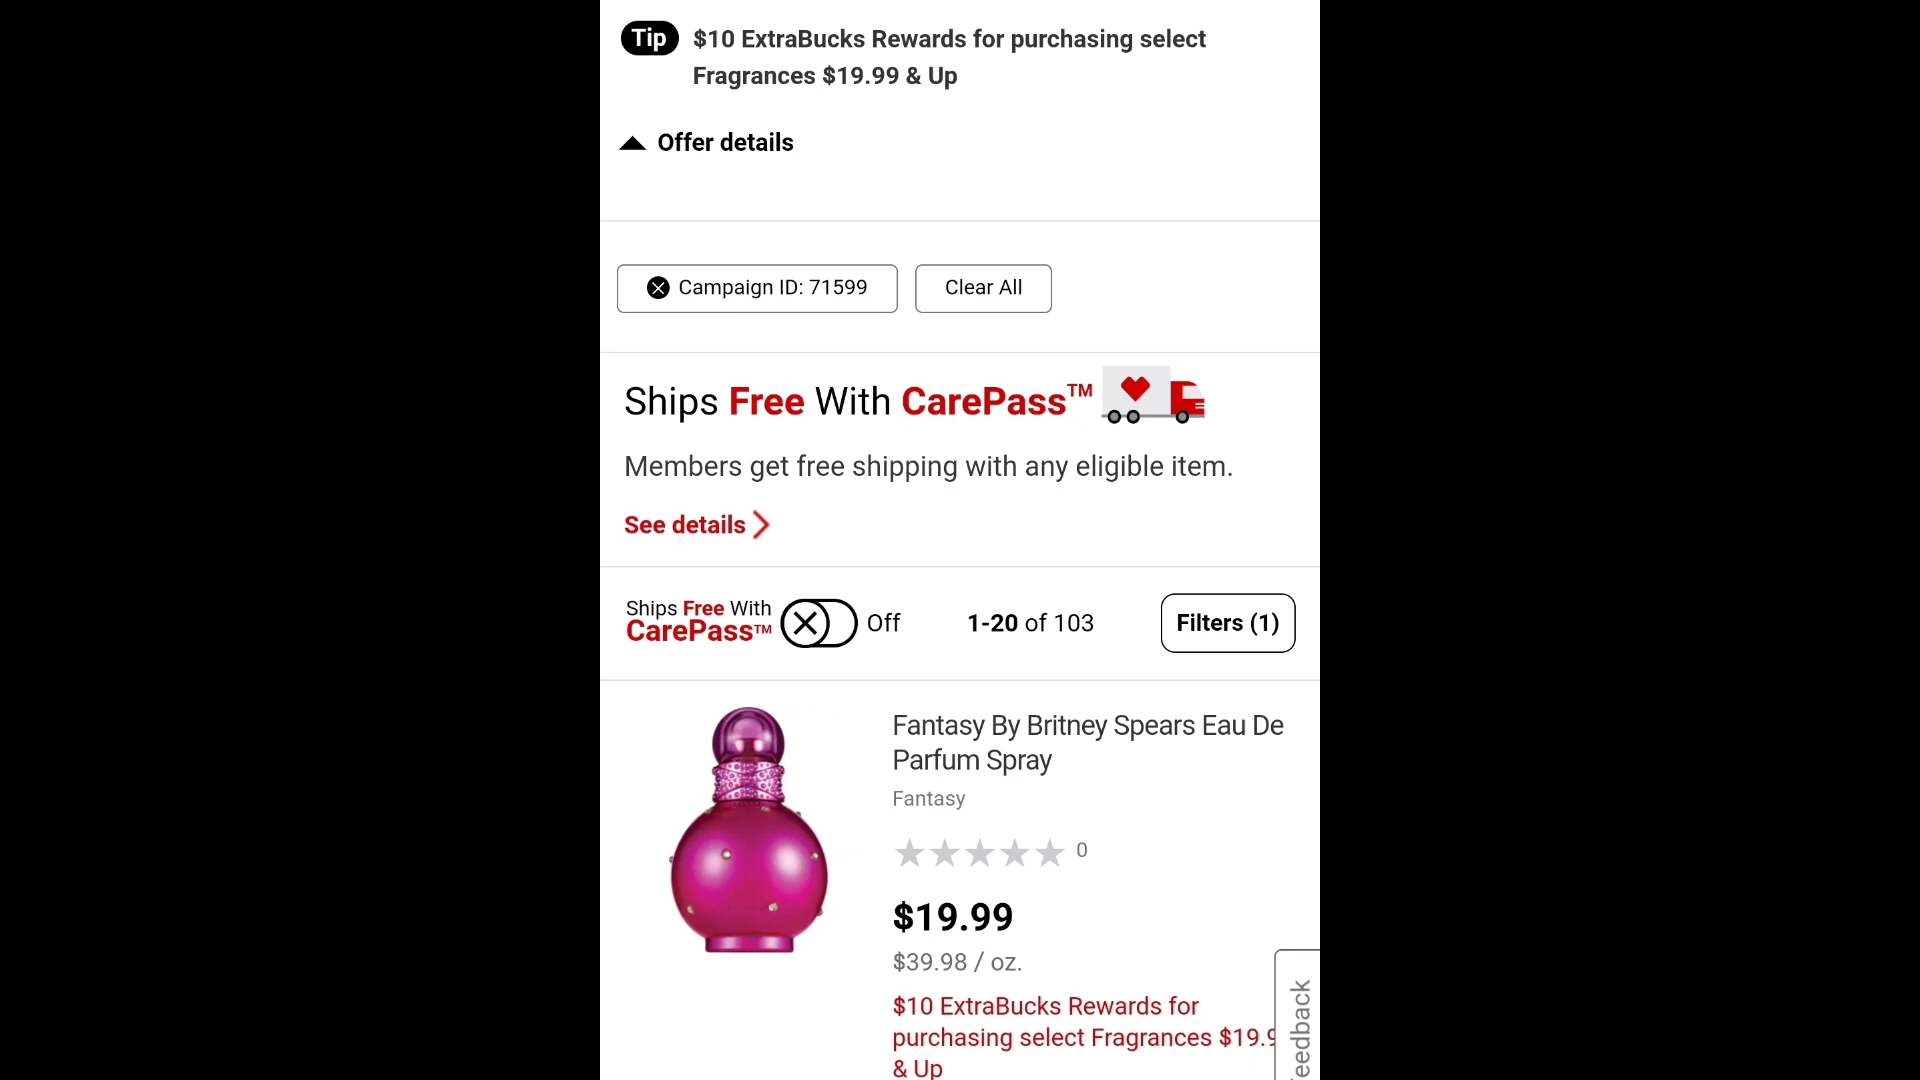 Tip $10 ExtraBucks Rewards for purchasing select
Fragrances $19.99 & Up
Offer details
Campaign ID: 71599 Clear All
Ships Free With CarePass™
Members get free shipping with any eligible item.
See details
Ships Free With
CarePass™ Off 1-20 of 103 Filters (1)
Fantasy By Britney Spears Eau De
Parfum Spray
Fantasy
0
$19.99
$39.98 / oz.
$10 ExtraBucks Rewards for
purchasing select Fragrances $19.9
& Up
eedback